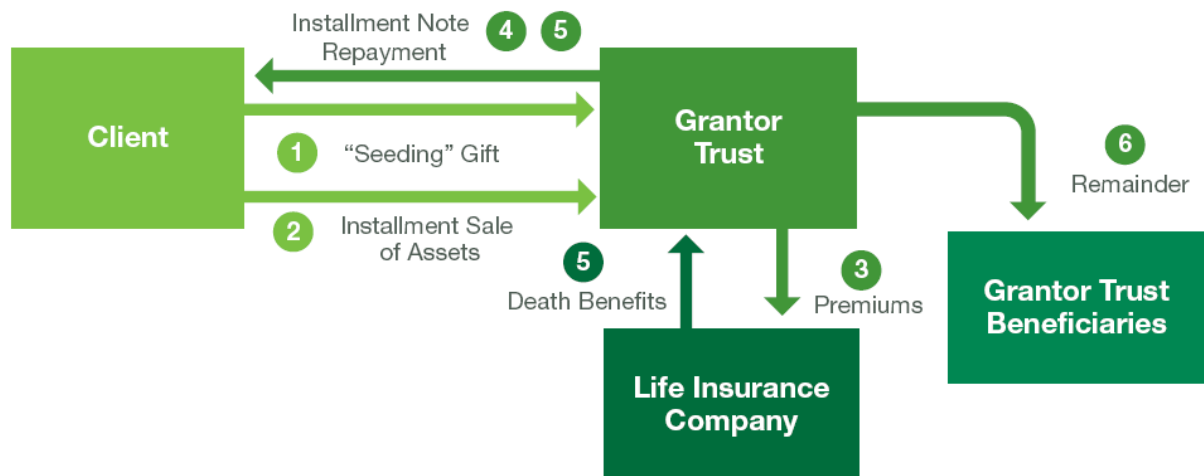 Installment Note
Repayment
4
5
Client
Grantor
Trust
1
“Seeding” Gift
2
Installment Sale
of Assets
6
Remainder
5
Death Benefits
3
Premiums
Grantor Trust
Beneficiaries
Life Insurance
Company